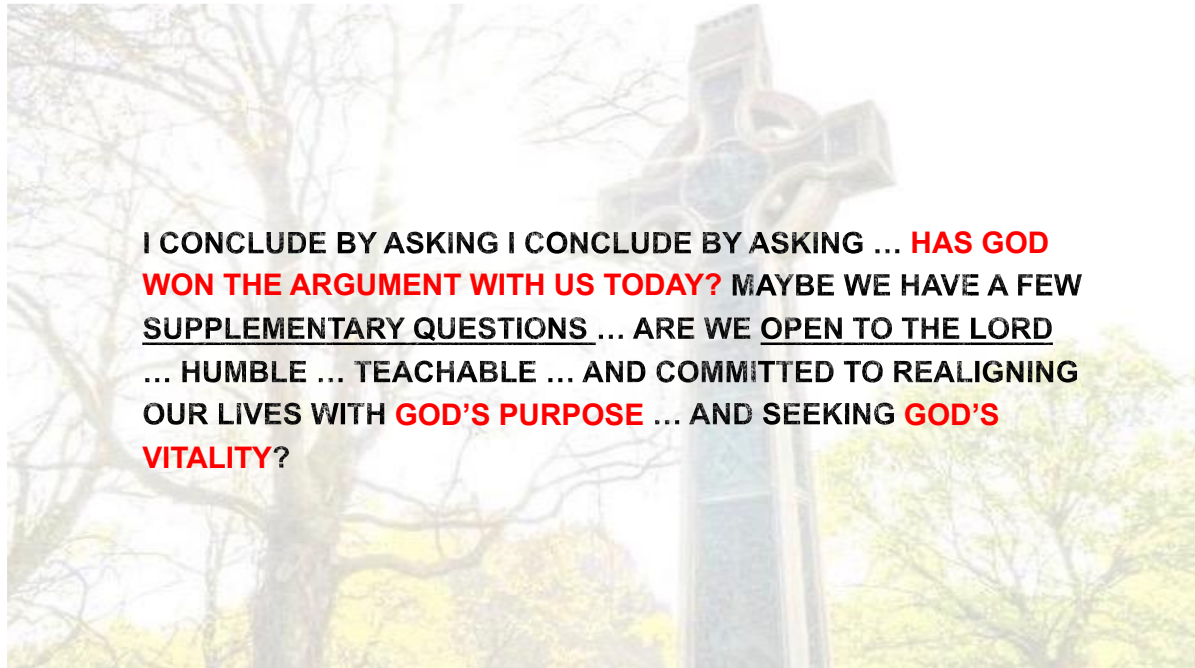 I CONCLUDE BY ASKING I CONCLUDE BY ASKING … HAS GOD
WON THE ARGUMENT WITH US TODAY? MAYBE WE HAVE A FEW
SUPPLEMENTARY QUESTIONS … ARE WE OPEN TO THE LORD
… HUMBLE … TEACHABLE … AND COMMITTED TO REALIGNING
OUR LIVES WITH GOD’S PURPOSE … AND SEEKING GOD’S
VITALITY?